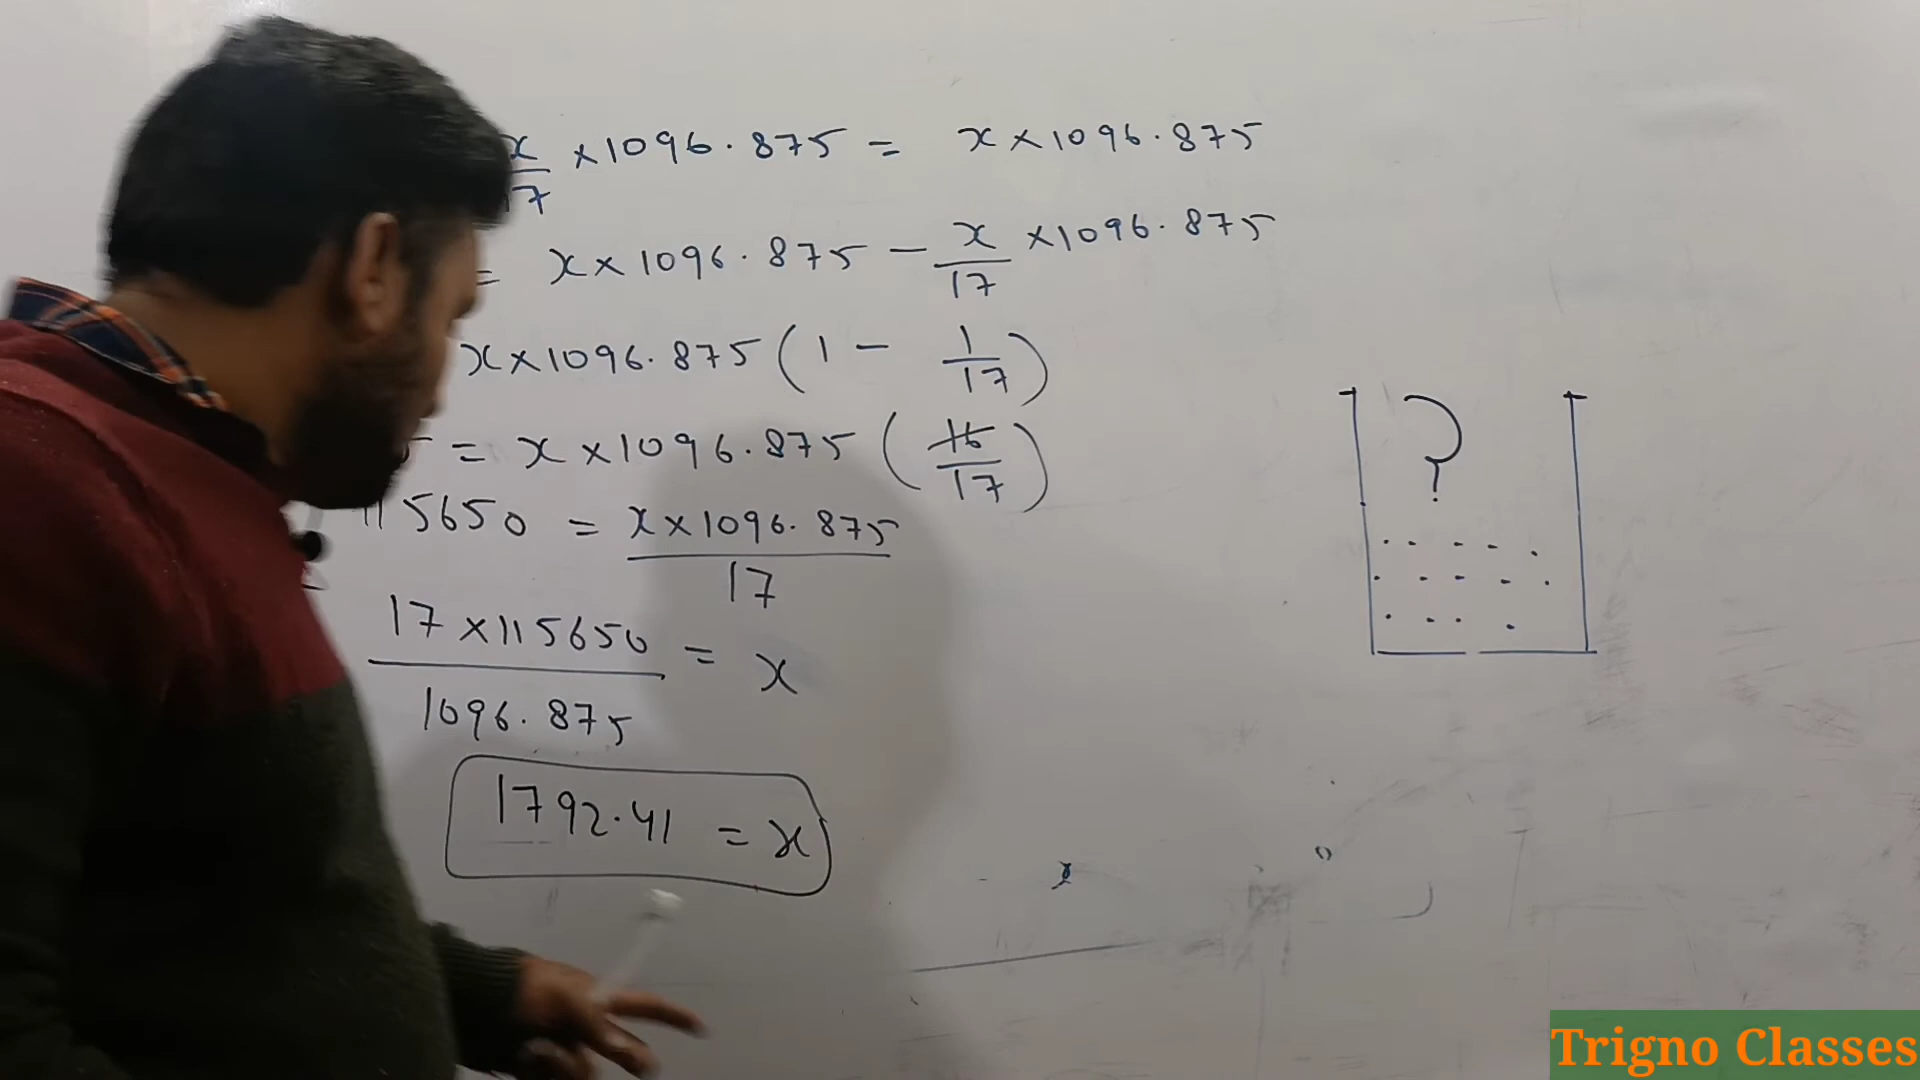 x/17 × 1096.875 = x × 1096.875
= x × 1096.875 − x/17 × 1096.875
x × 1096.875 (1 − 1/17)
= x × 1096.875 (16/17)
115650 = x × 1096.875 / 17
17 × 115650 / 1096.875 = x
1792.41 = x
?
Trigno Classes